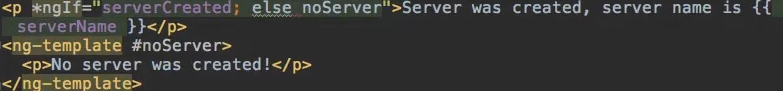 <p *ngIf="serverCreated; else noServer">Server was created, server name is {{
serverName }}</p>
<ng-template #noServer>
<p>No server was created!</p>
</ng-template>